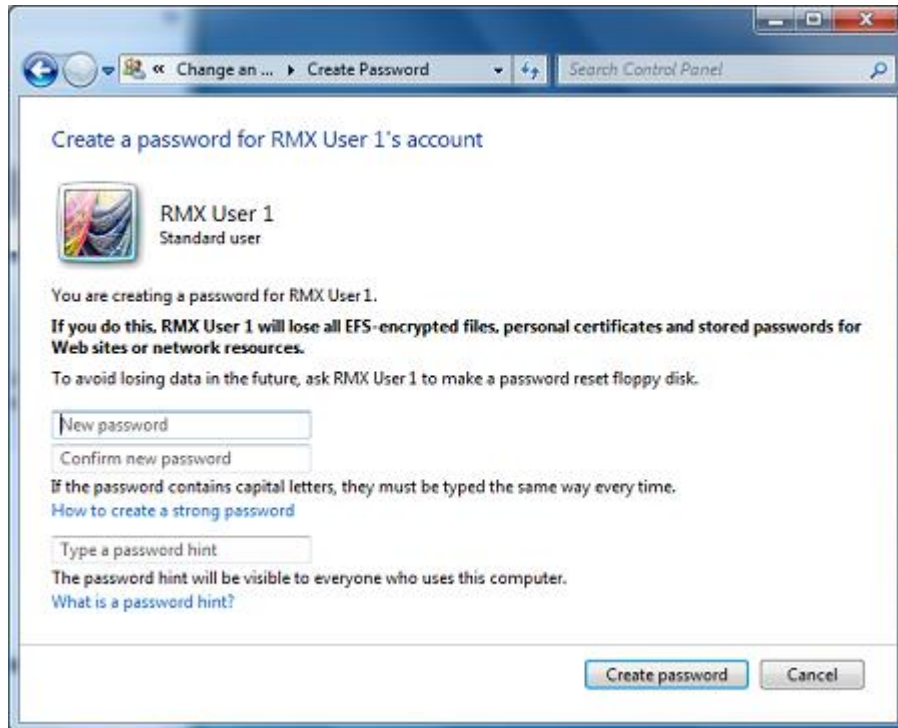 « Change an ... ▸ Create Password
Search Control Panel
Create a password for RMX User 1's account
RMX User 1
Standard user
You are creating a password for RMX User 1.
If you do this, RMX User 1 will lose all EFS-encrypted files, personal certificates and stored passwords for
Web sites or network resources.
To avoid losing data in the future, ask RMX User 1 to make a password reset floppy disk.
New password
Confirm new password
If the password contains capital letters, they must be typed the same way every time.
How to create a strong password
Type a password hint
The password hint will be visible to everyone who uses this computer.
What is a password hint?
Create password
Cancel